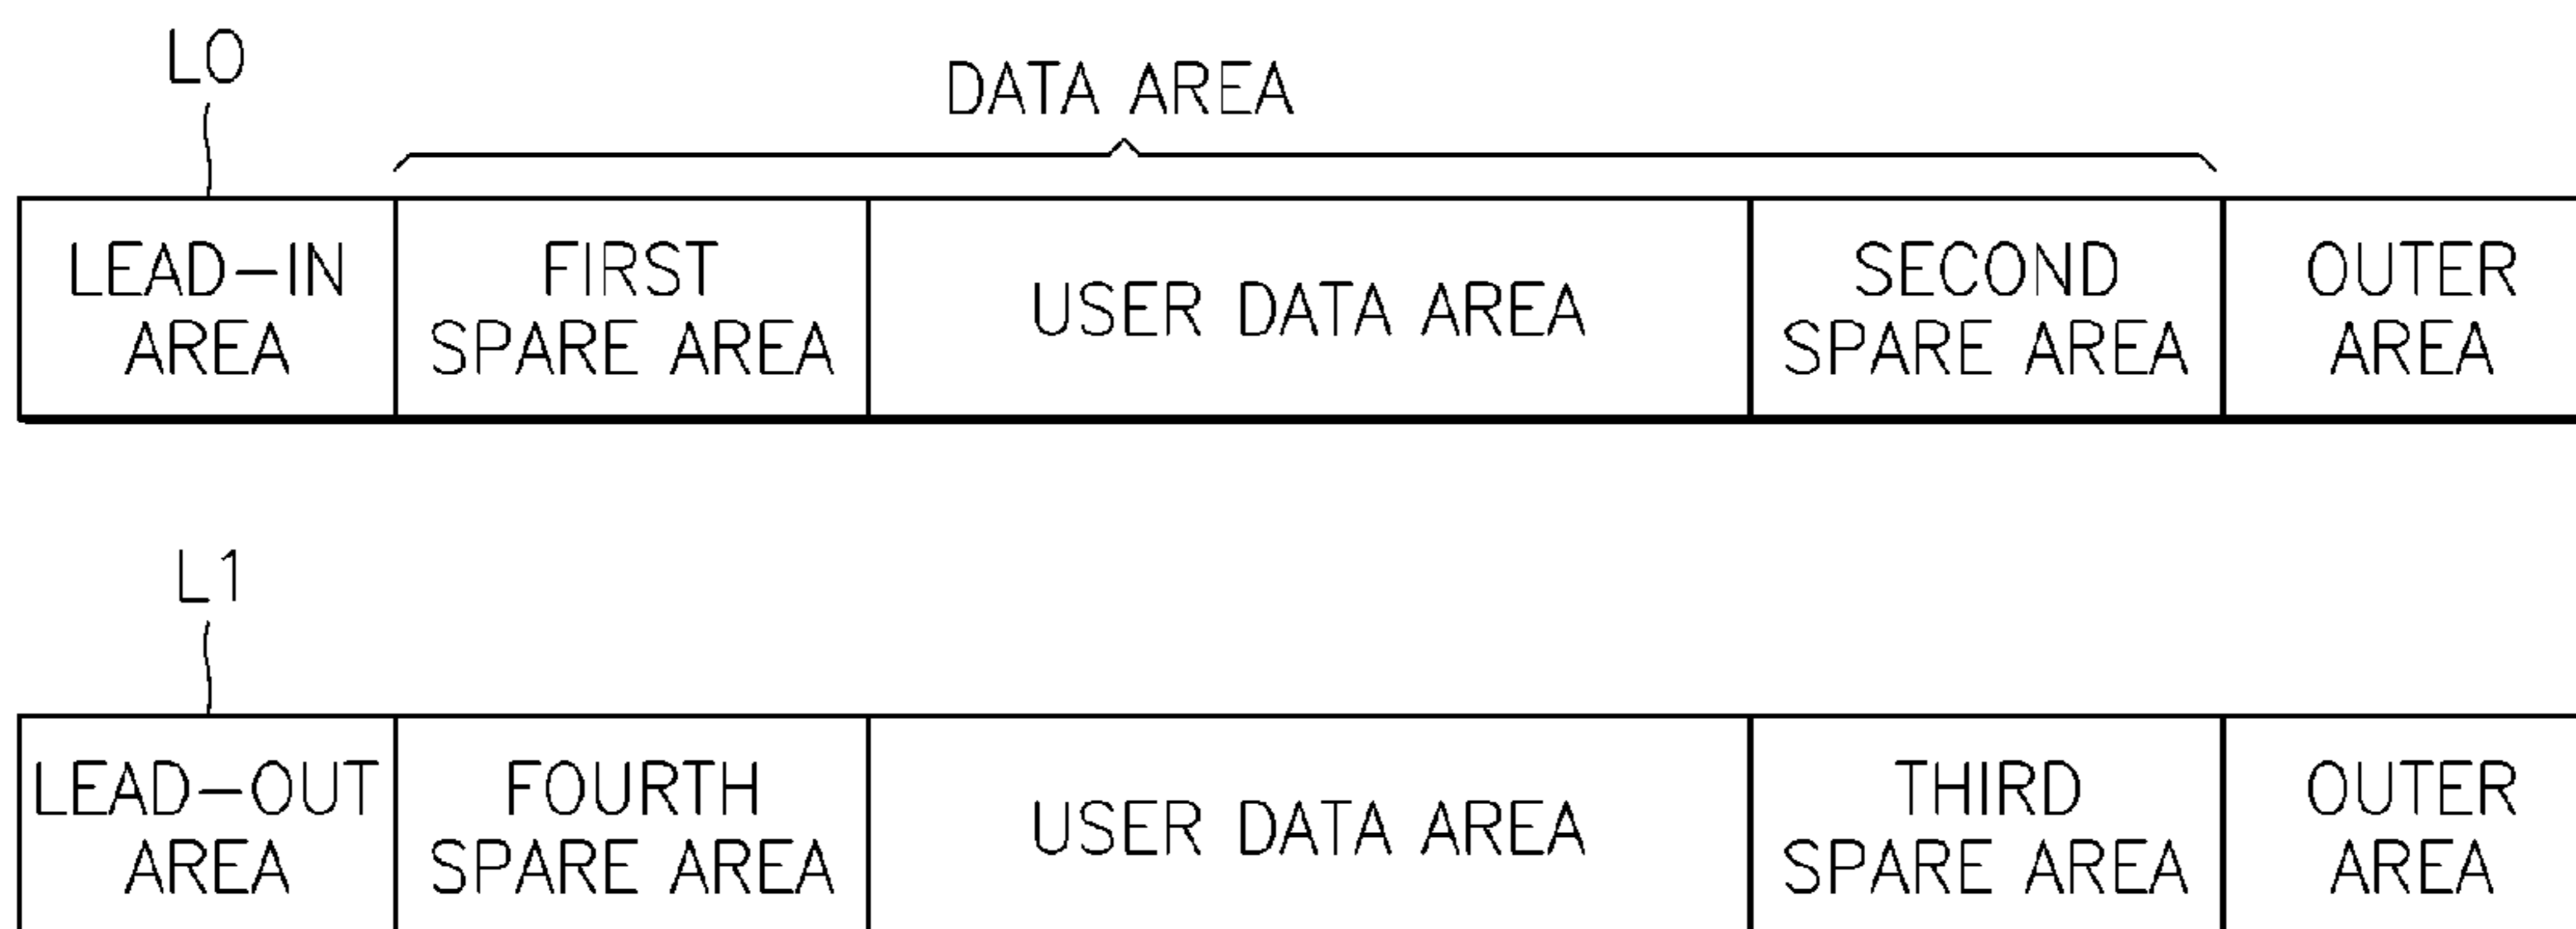 L0
DATA AREA
LEAD-IN
AREA
FIRST
SPARE AREA
USER DATA AREA
SECOND
SPARE AREA
OUTER
AREA
L1
LEAD-OUT
AREA
FOURTH
SPARE AREA
USER DATA AREA
THIRD
SPARE AREA
OUTER
AREA